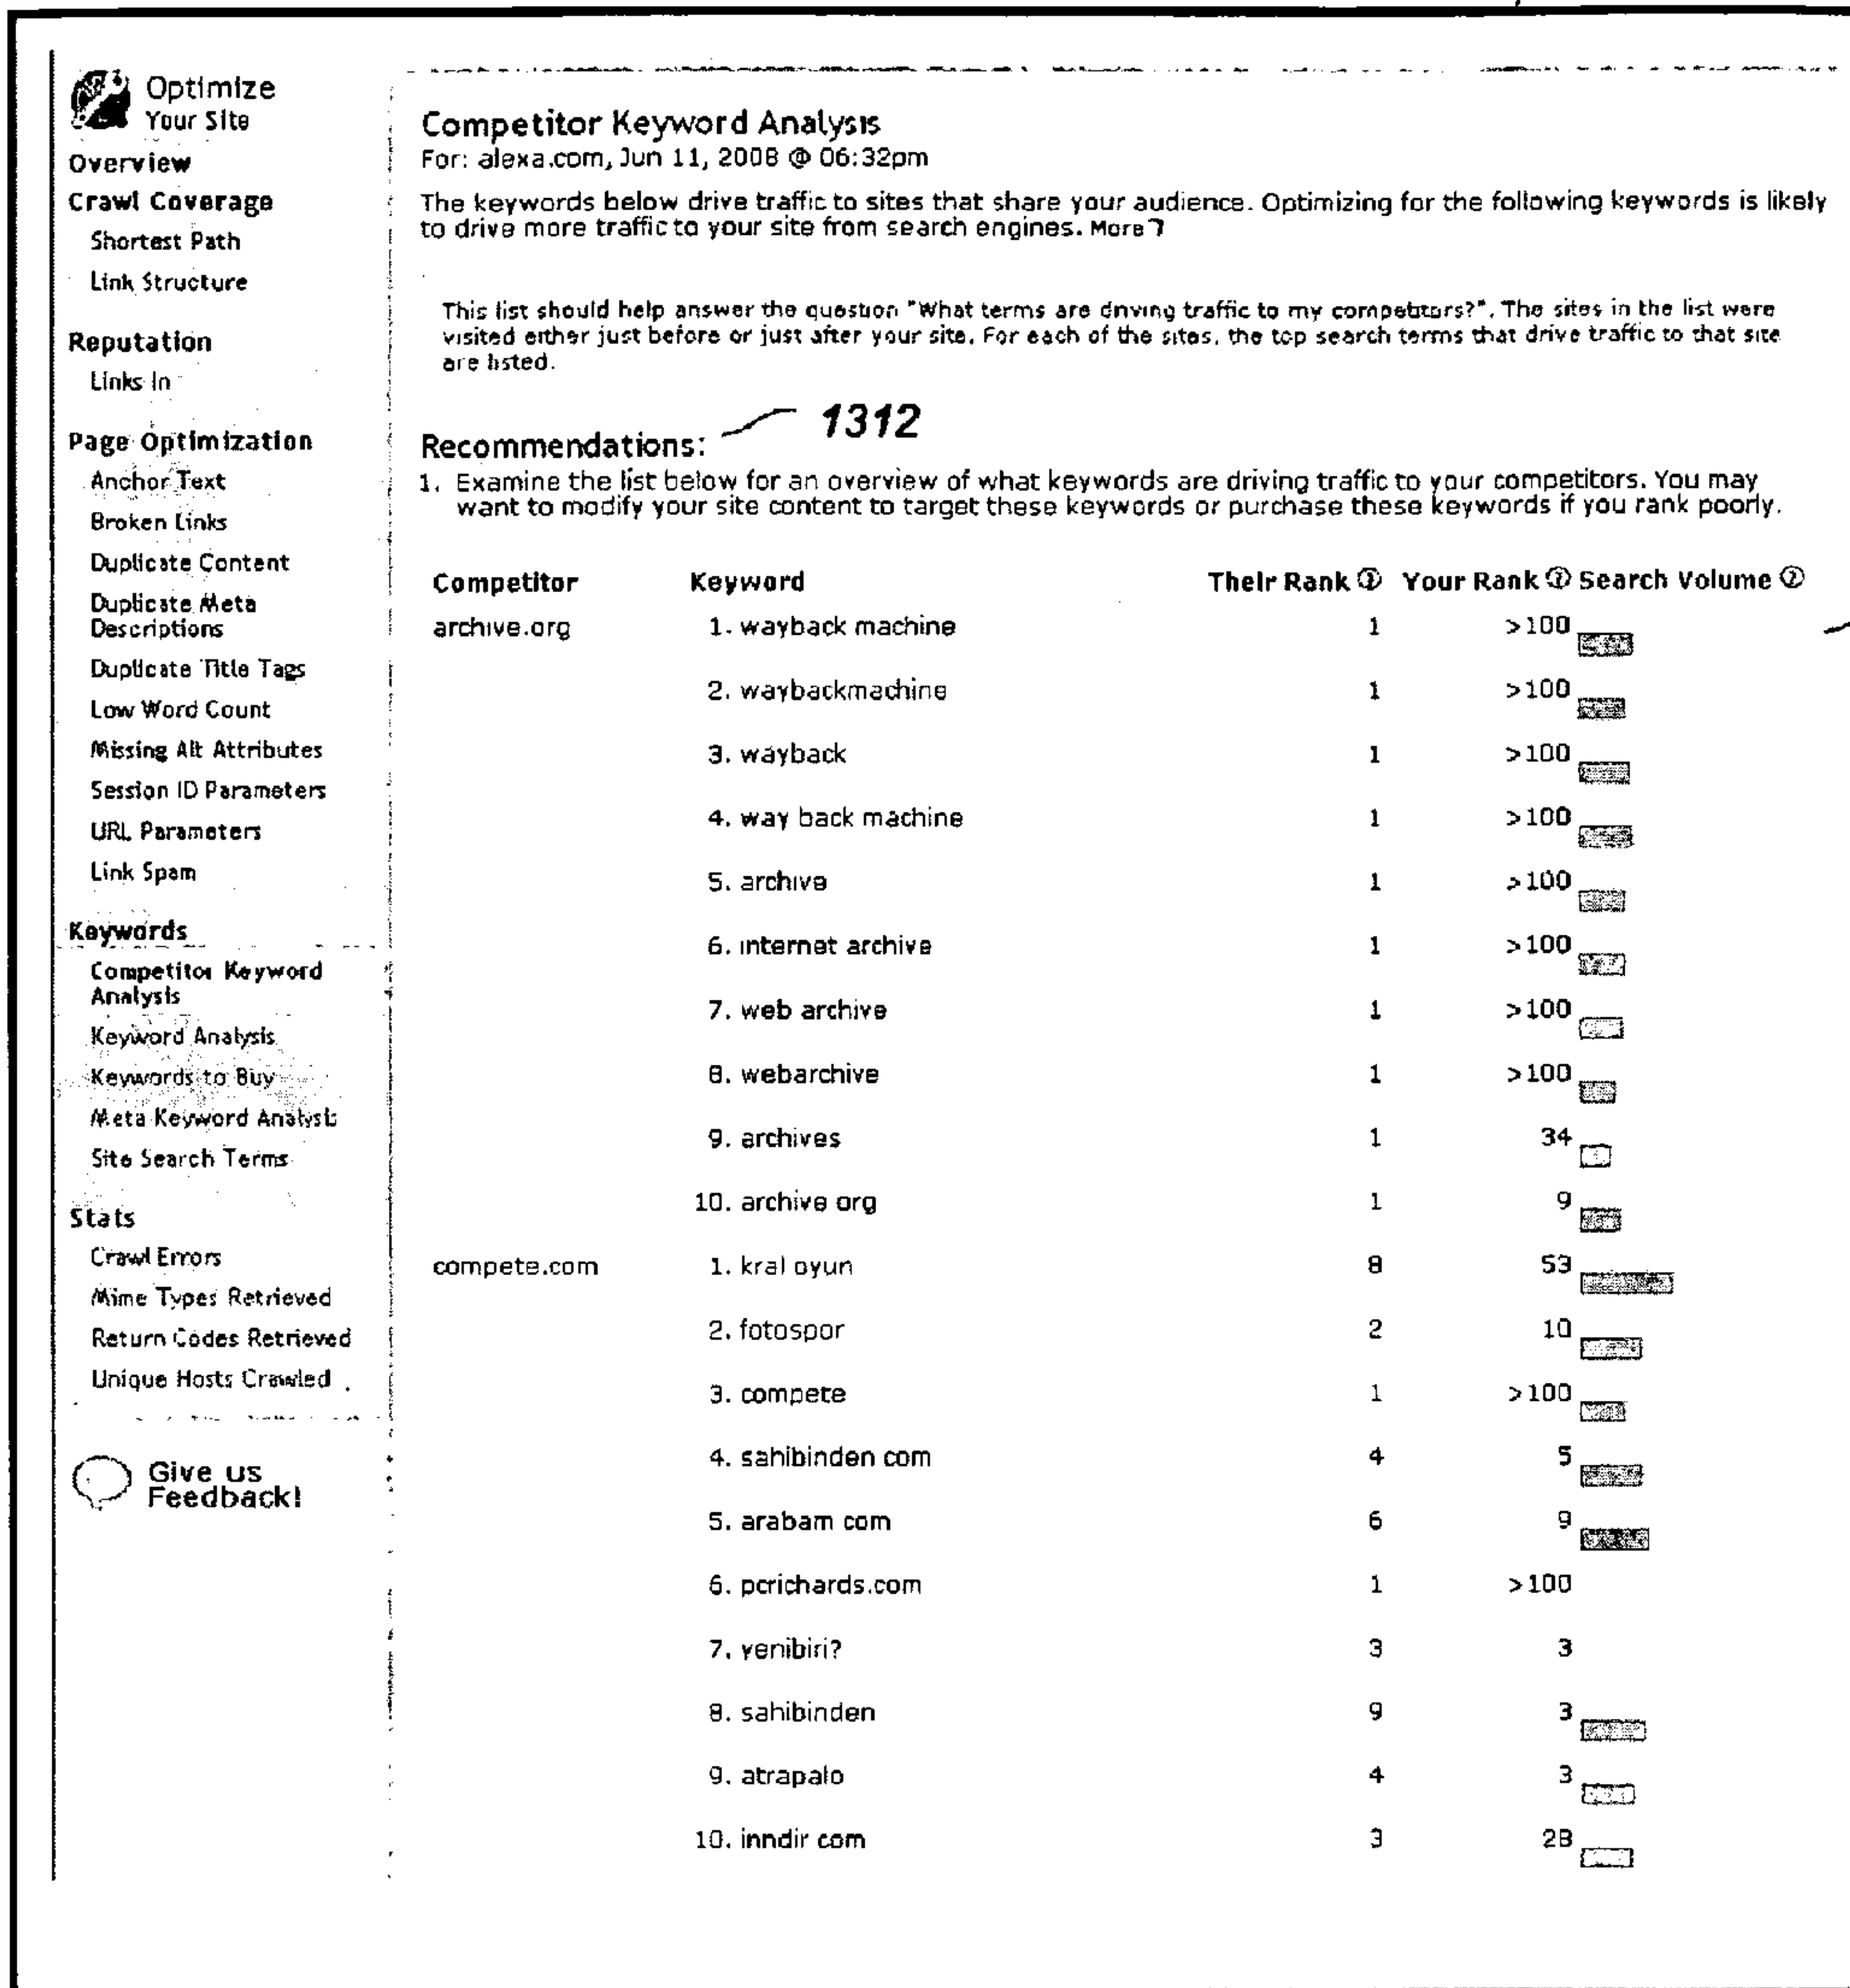 Optimize
Your Site
Overview
Crawl Coverage
Shortest Path
Link Structure
Reputation
Links In
Page Optimization
Anchor Text
Broken Links
Duplicate Content
Duplicate Meta
Descriptions
Duplicate Title Tags
Low Word Count
Missing Alt Attributes
Session ID Parameters
URL Parameters
Link Spam
Keywords
Competitor Keyword
Analysis
Keyword Analysis
Keywords to Buy
Meta Keyword Analysis
Site Search Terms
Stats
Crawl Errors
Mime Types Retrieved
Return Codes Retrieved
Unique Hosts Crawled
Give us
Feedback!
Competitor Keyword Analysis
For: alexa.com, Jun 11, 2008 @ 06:32pm
The keywords below drive traffic to sites that share your audience. Optimizing for the following keywords is likely
to drive more traffic to your site from search engines. More?
This list should help answer the question "What terms are driving traffic to my competitors?". The sites in the list were
visited either just before or just after your site. For each of the sites, the top search terms that drive traffic to that site
are listed.
1312
Recommendations:
1. Examine the list below for an overview of what keywords are driving traffic to your competitors. You may
want to modify your site content to target these keywords or purchase these keywords if you rank poorly.
Competitor Keyword Their Rank ? Your Rank ? Search Volume ?
archive.org 1. wayback machine 1 >100
2. waybackmachine 1 >100
3. wayback 1 >100
4. way back machine 1 >100
5. archive 1 >100
6. internet archive 1 >100
7. web archive 1 >100
8. webarchive 1 >100
9. archives 1 34
10. archive org 1 9
compete.com 1. kral oyun 8 53
2. fotospor 2 10
3. compete 1 >100
4. sahibinden com 4 5
5. arabam com 6 9
6. pcrichards.com 1 >100
7. yenibiri? 3 3
8. sahibinden 9 3
9. atrapalo 4 3
10. inndir com 3 28